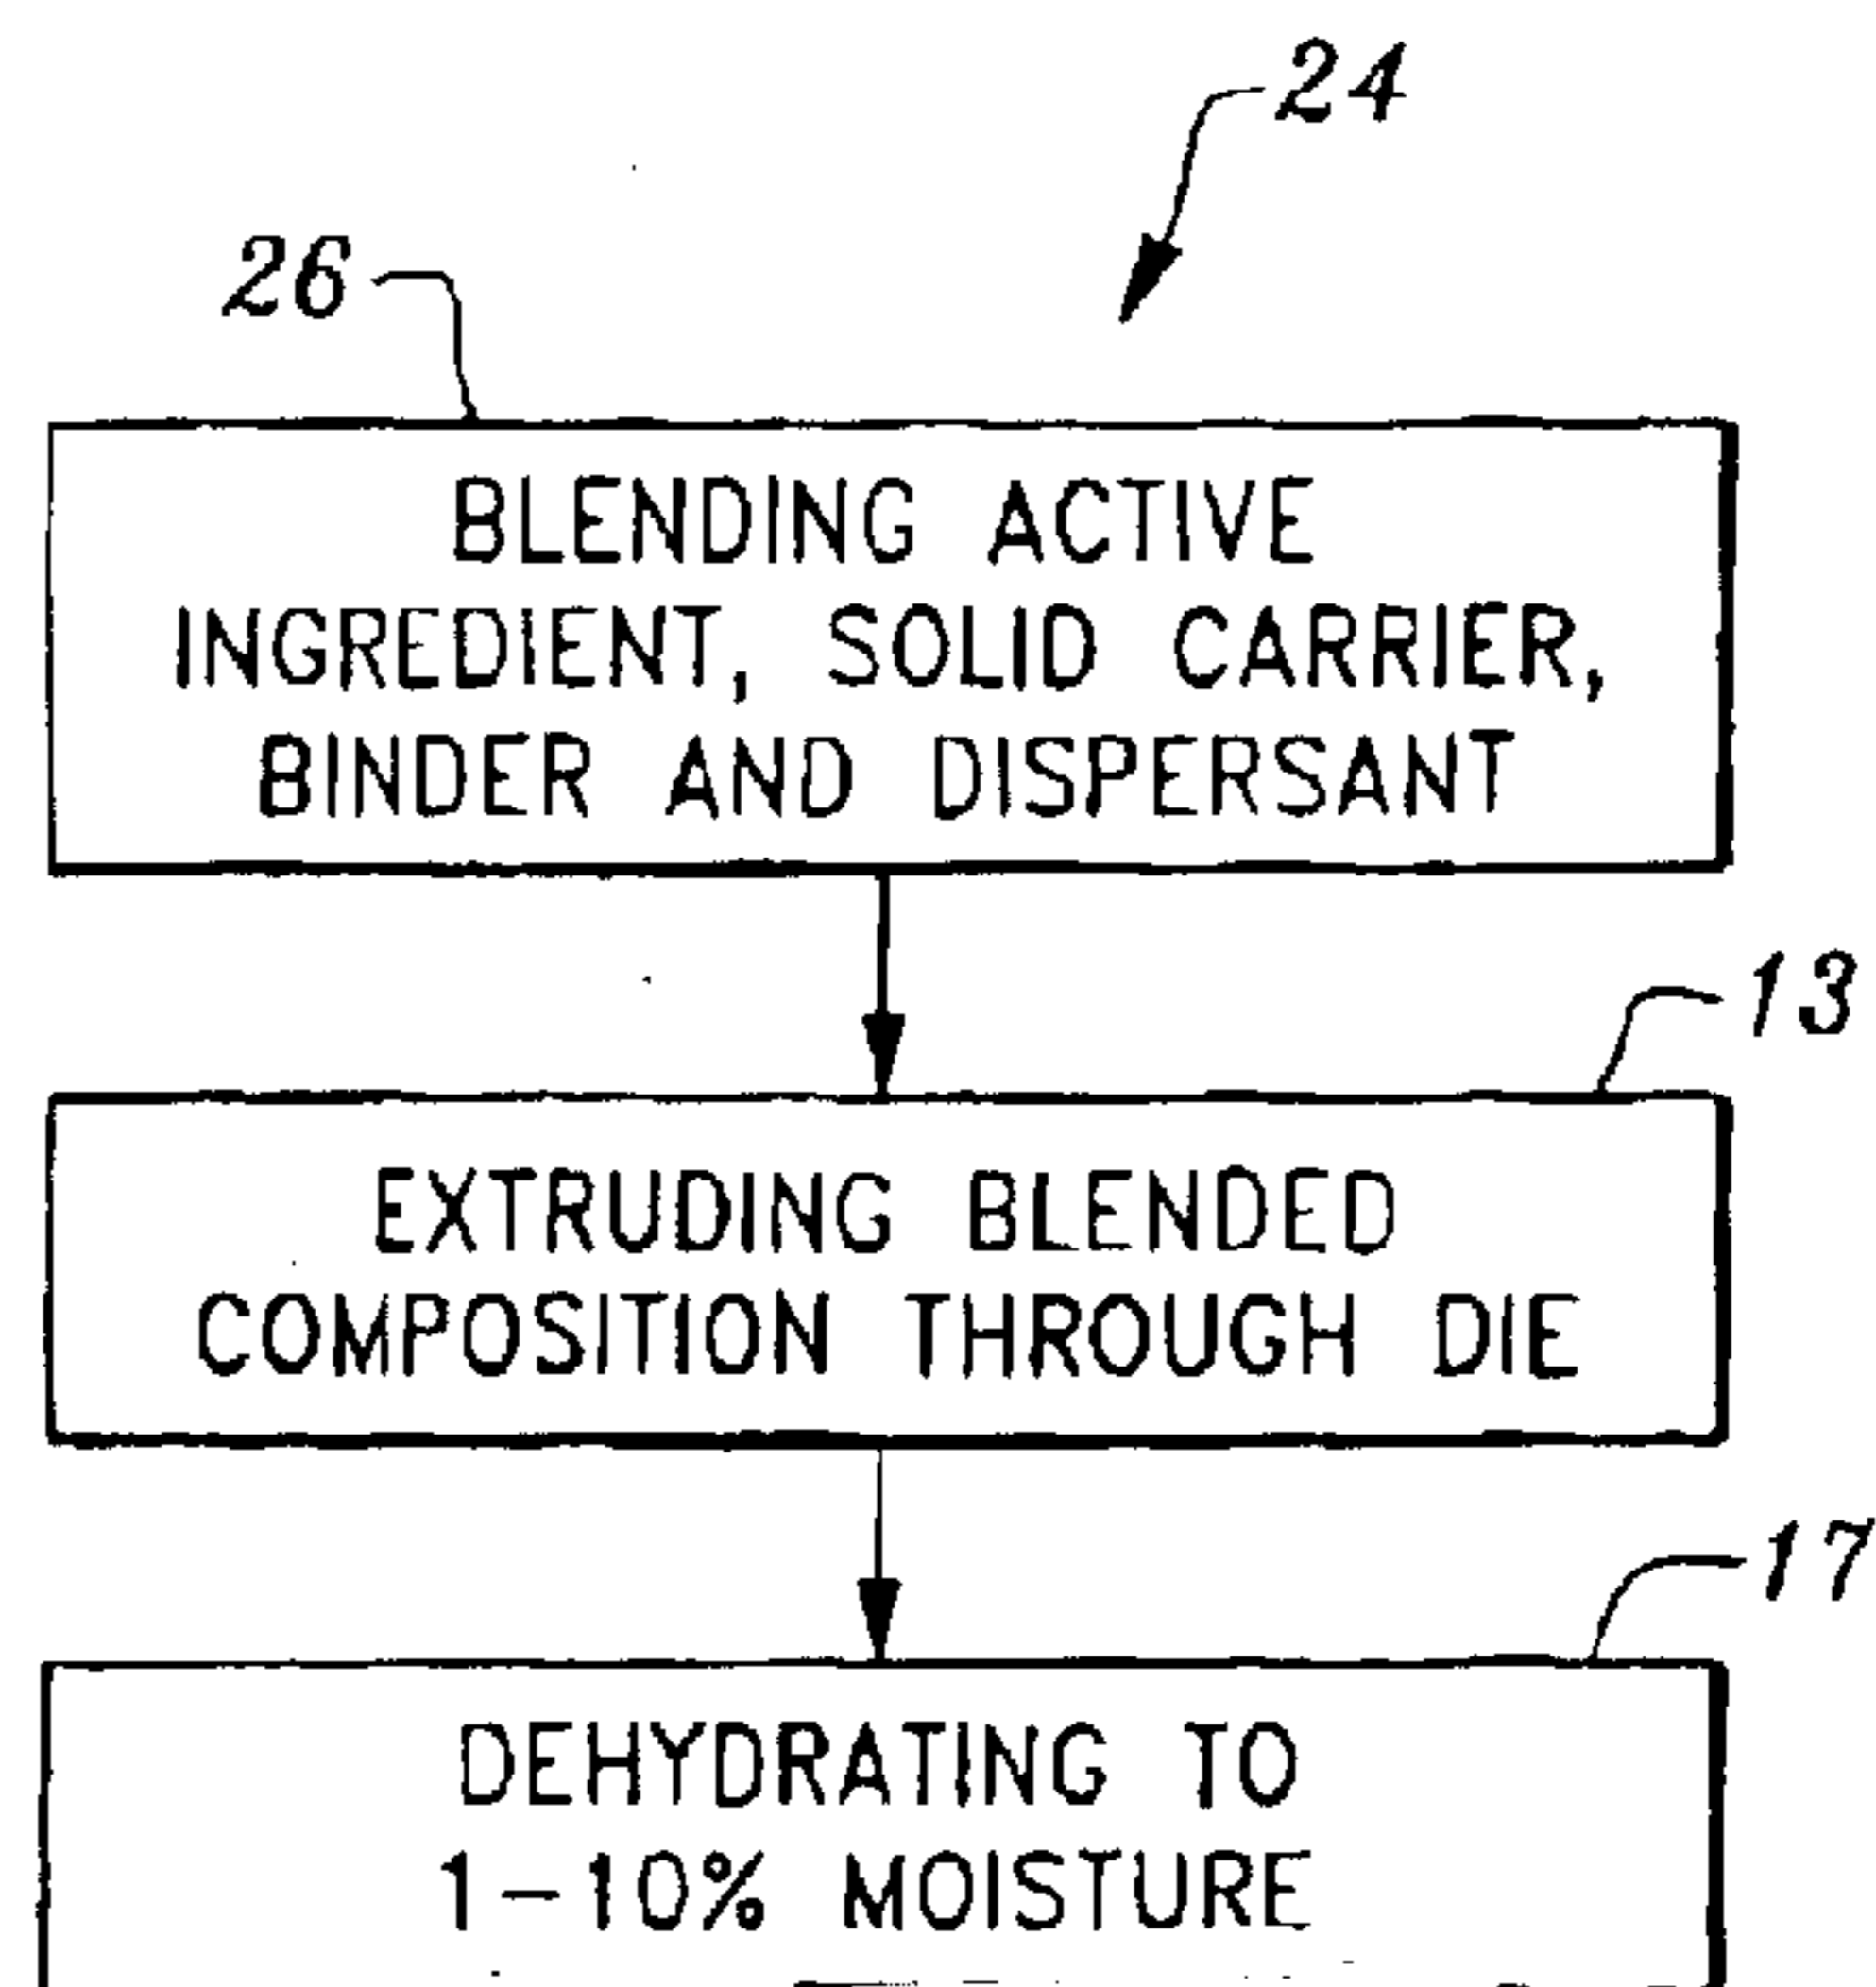 24
26
BLENDING ACTIVE
INGREDIENT, SOLID CARRIER,
BINDER AND DISPERSANT
13
EXTRUDING BLENDED
COMPOSITION THROUGH DIE
17
DEHYDRATING TO
1-10% MOISTURE